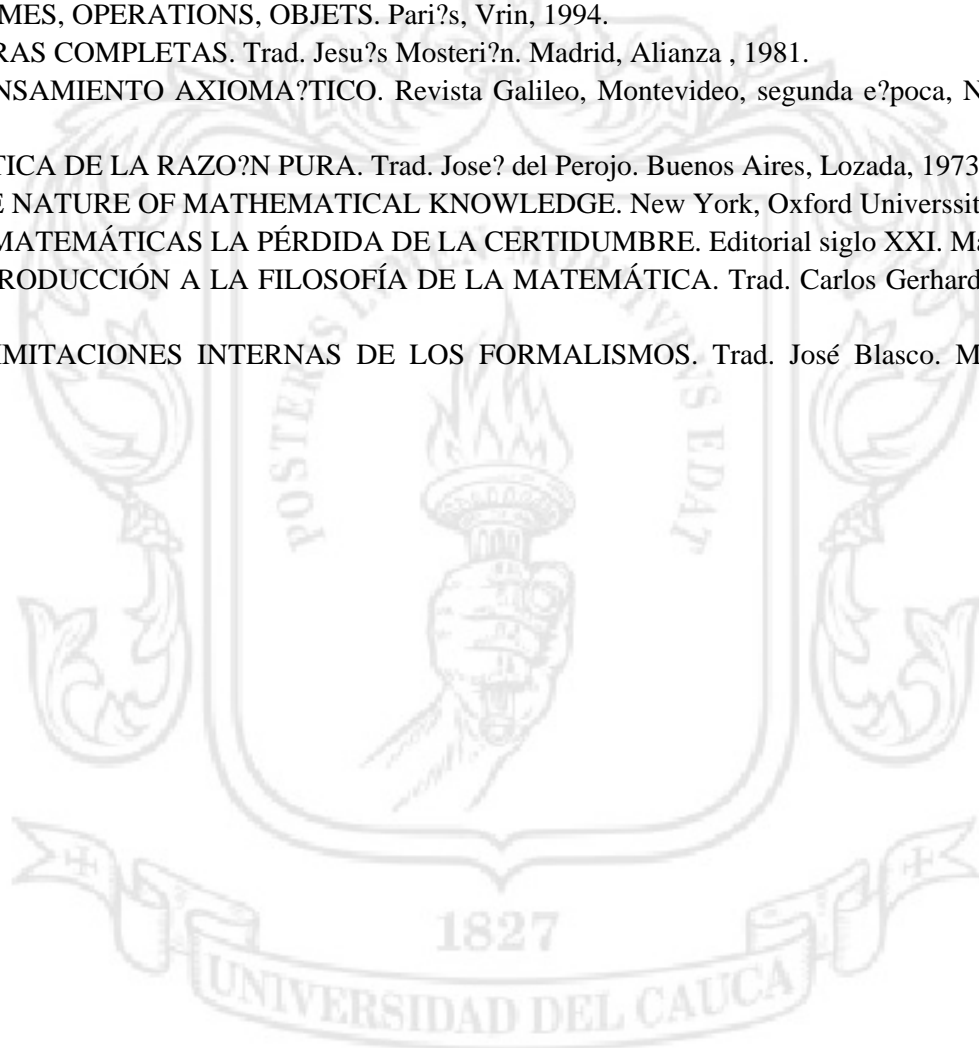 MES, OPERATIONS, OBJETS. Pari?s, Vrin, 1994.
RAS COMPLETAS. Trad. Jesu?s Mosteri?n. Madrid, Alianza , 1981.
NSAMIENTO AXIOMA?TICO. Revista Galileo, Montevideo, segunda e?poca, N
TICA DE LA RAZO?N PURA. Trad. Jose? del Perojo. Buenos Aires, Lozada, 1973
E NATURE OF MATHEMATICAL KNOWLEDGE. New York, Oxford Universsit
MATEMÁTICAS LA PÉRDIDA DE LA CERTIDUMBRE. Editorial siglo XXI. Ma
RODUCCIÓN A LA FILOSOFÍA DE LA MATEMÁTICA. Trad. Carlos Gerhard
IMITACIONES INTERNAS DE LOS FORMALISMOS. Trad. José Blasco. M
POSTERIS EDAT
1827
UNIVERSIDAD DEL CAUCA